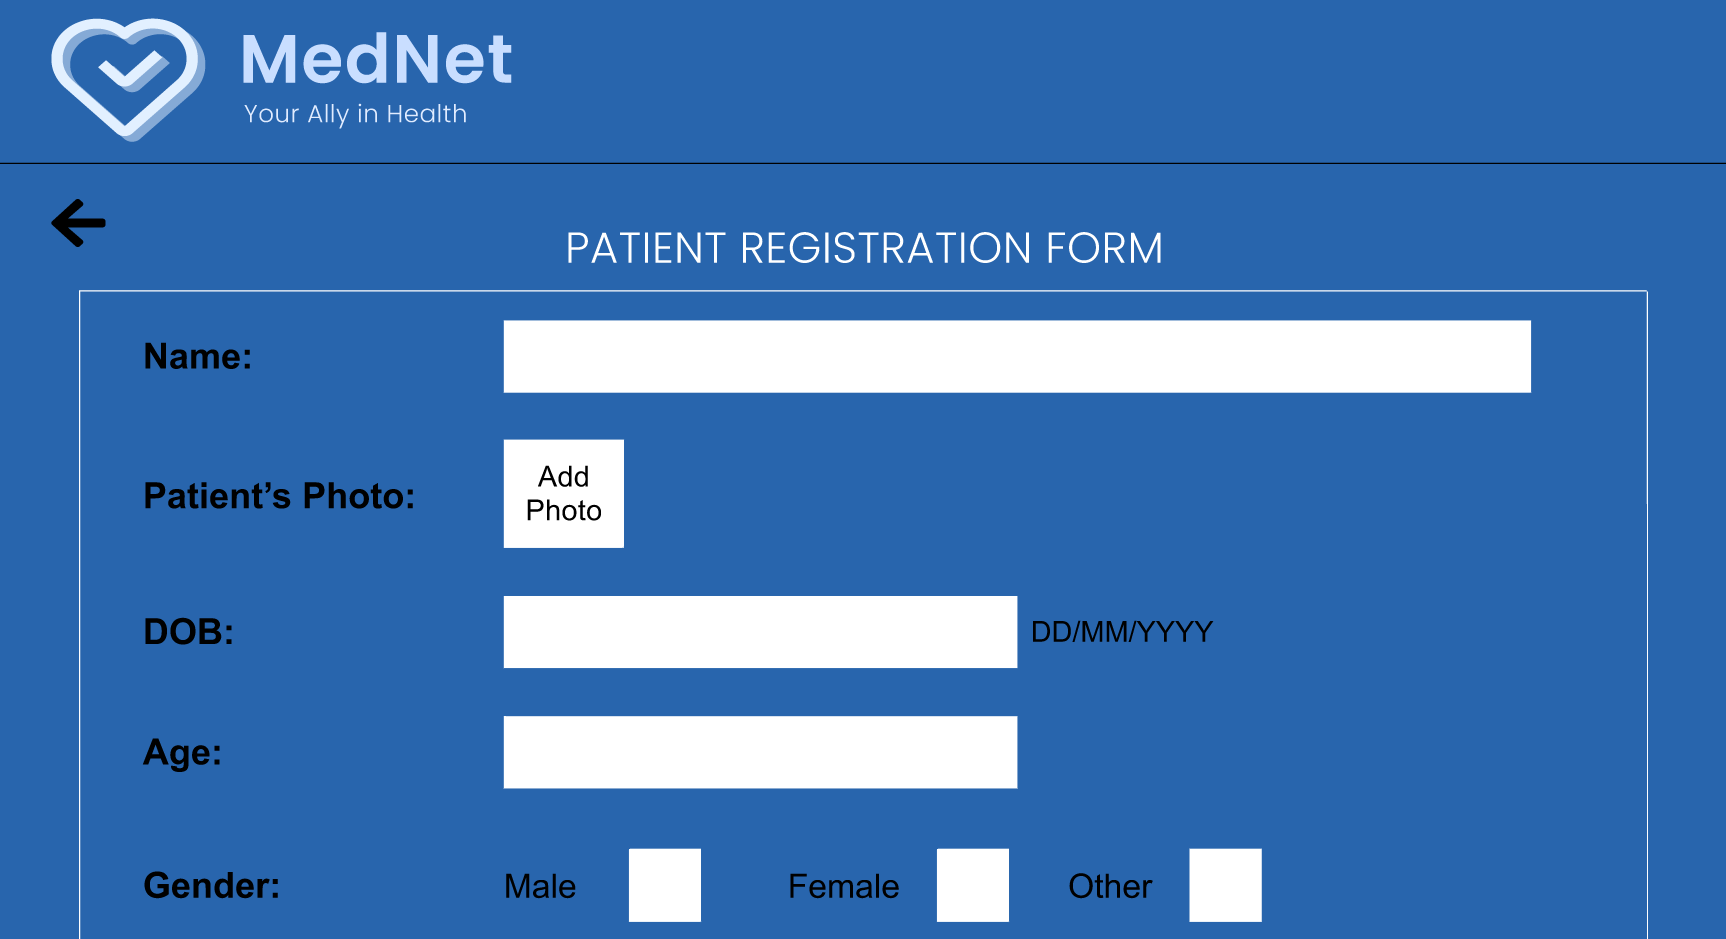 MedNet
Your Ally in Health
PATIENT REGISTRATION FORM
Name:
Patient’s Photo:
Add
Photo
DOB:
DD/MM/YYYY
Age:
Gender:
Male
Female
Other